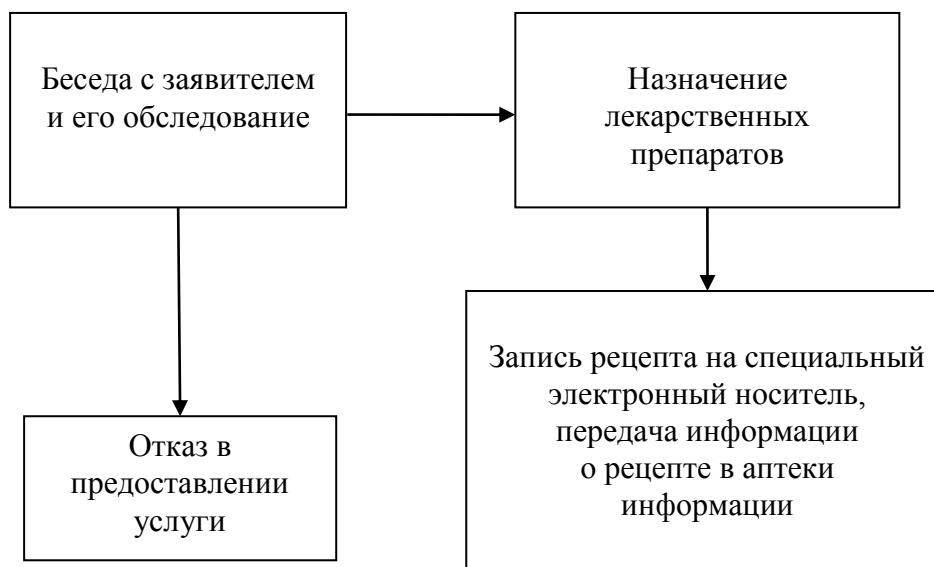 Беседа с заявителем
и его обследование
Назначение
лекарственных
препаратов
Отказ в
предоставлении
услуги
Запись рецепта на специальный
электронный носитель,
передача информации
о рецепте в аптеки
информации